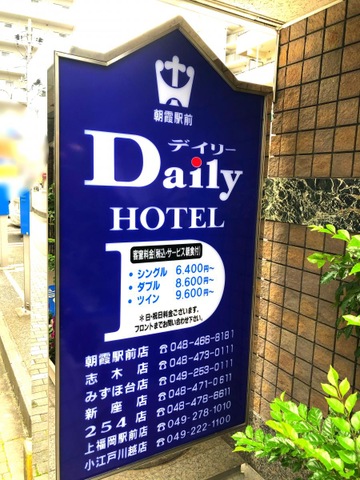 朝霞駅前
デイリー
Daily
HOTEL
客室料金(税込・サービス朝食付)
・シングル 6.400円～
・ダブル 8.600円～
・ツイン 9.600円～
＊日・祝日料金ございます。
フロントまでお問い合わせ下さい。
D
朝霞駅前店 ☎048-466-8181
志木店 ☎048-473-0111
みずほ台店 ☎049-253-0111
新座店 ☎048-471-0611
254店 ☎048-478-6611
上福岡駅前店 ☎049-278-1010
小江戸川越店 ☎049-222-1100